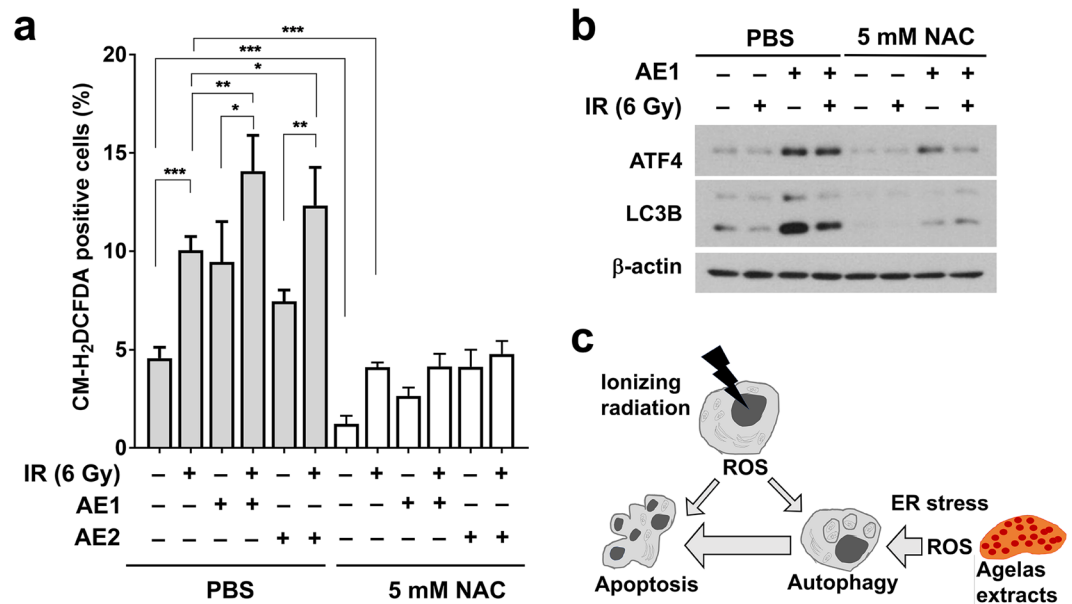 a
CM-H₂DCFDA positive cells (%)
20
15
10
5
0
***
***
*
**
*
***
**
IR (6 Gy) – + – + – + – + – + – +
AE1 – – + + – – – – + + – –
AE2 – – – – + + – – – – + +
PBS 5 mM NAC
b
PBS 5 mM NAC
AE1 – – + + – – + +
IR (6 Gy) – + – + – + – +
ATF4
LC3B
β-actin
c
Ionizing
radiation
ROS
ER stress
ROS
Apoptosis
Autophagy
Agelas
extracts